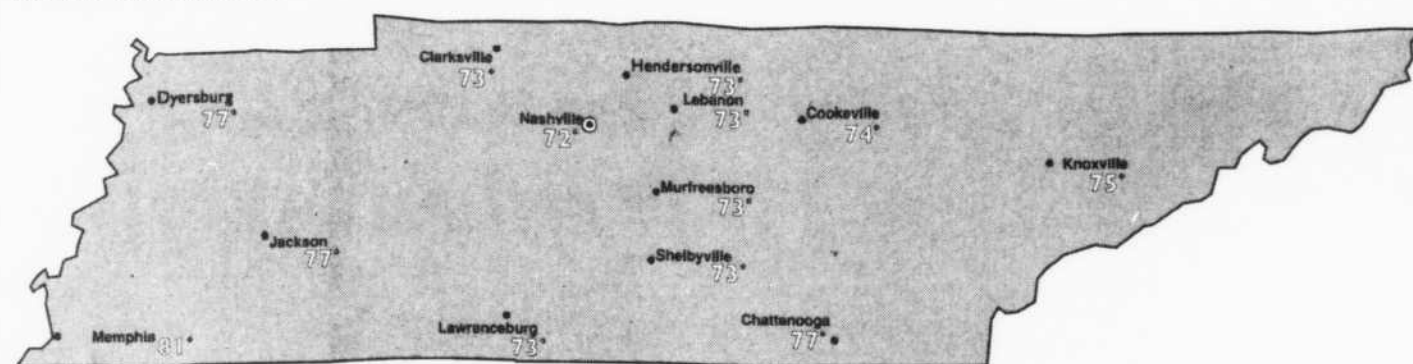 Clarksville
73°
Hendersonville
73°
Dyersburg
77°
Lebanon
73°
Nashville
72°
Cookeville
74°
Knoxville
75°
Murfreesboro
73°
Jackson
77°
Shelbyville
73°
Memphis
81°
Lawrenceburg
73°
Chattanooga
77°